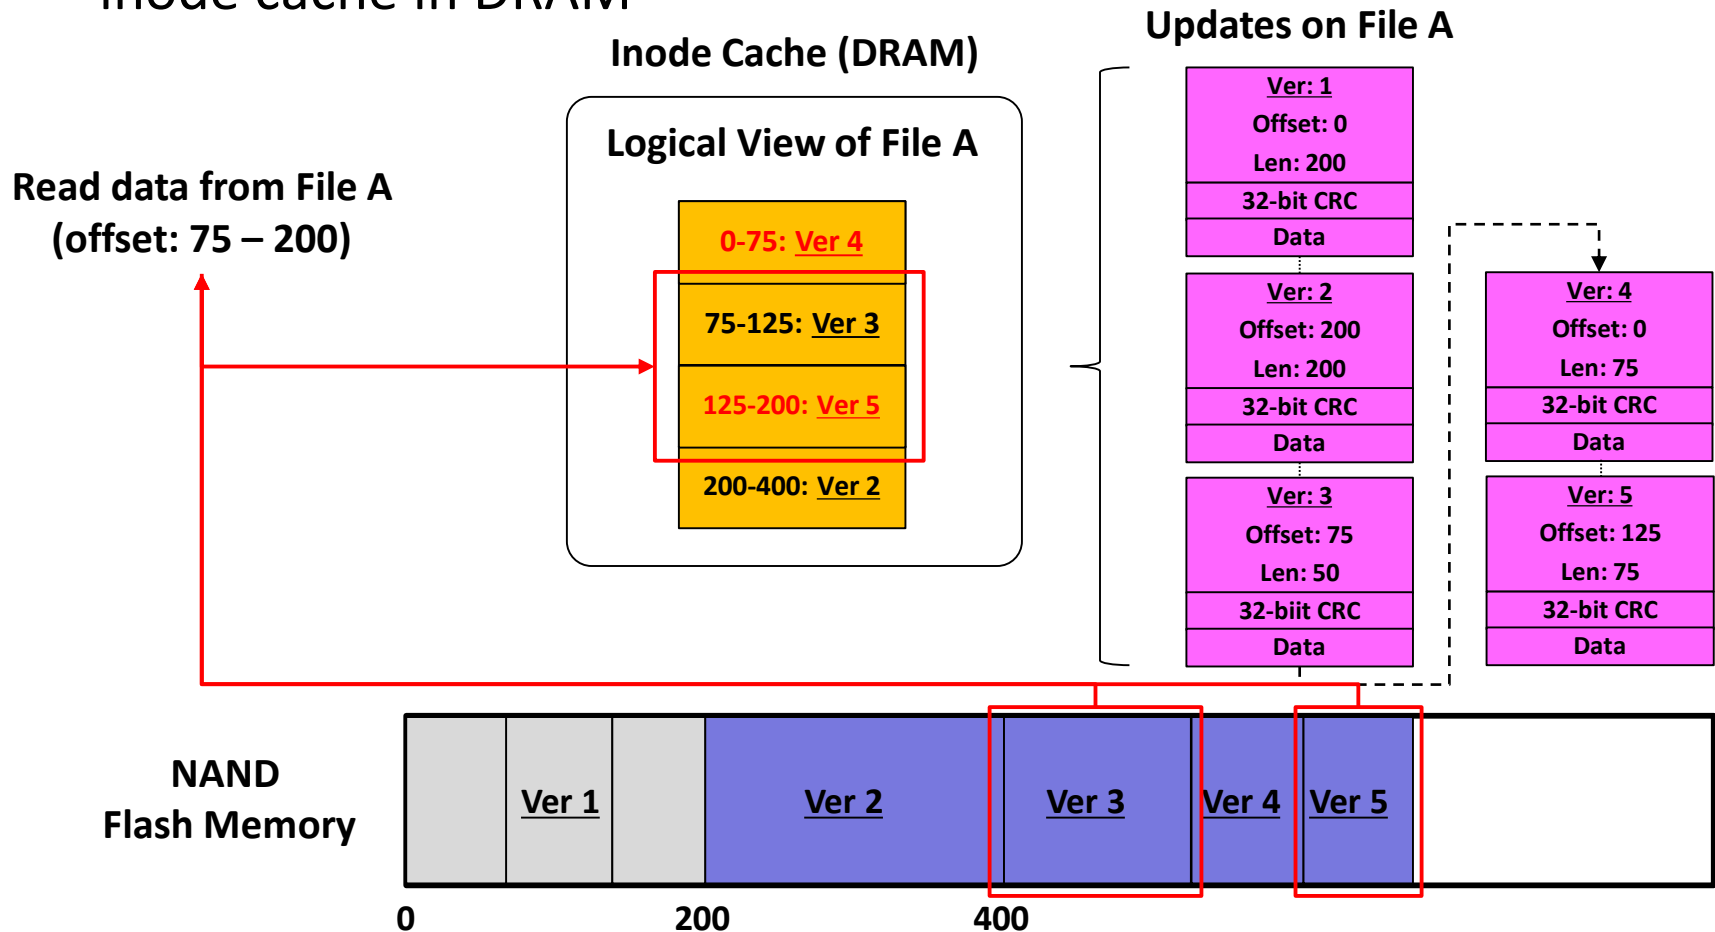 inode cache in DRAM
Updates on File A
Inode Cache (DRAM)
Logical View of File A
Read data from File A
(offset: 75 – 200)
0-75: Ver 4
75-125: Ver 3
125-200: Ver 5
200-400: Ver 2
Ver: 1
Offset: 0
Len: 200
32-bit CRC
Data
Ver: 2
Offset: 200
Len: 200
32-bit CRC
Data
Ver: 3
Offset: 75
Len: 50
32-biit CRC
Data
Ver: 4
Offset: 0
Len: 75
32-bit CRC
Data
Ver: 5
Offset: 125
Len: 75
32-bit CRC
Data
NAND
Flash Memory
Ver 1
Ver 2
Ver 3
Ver 4
Ver 5
0
200
400